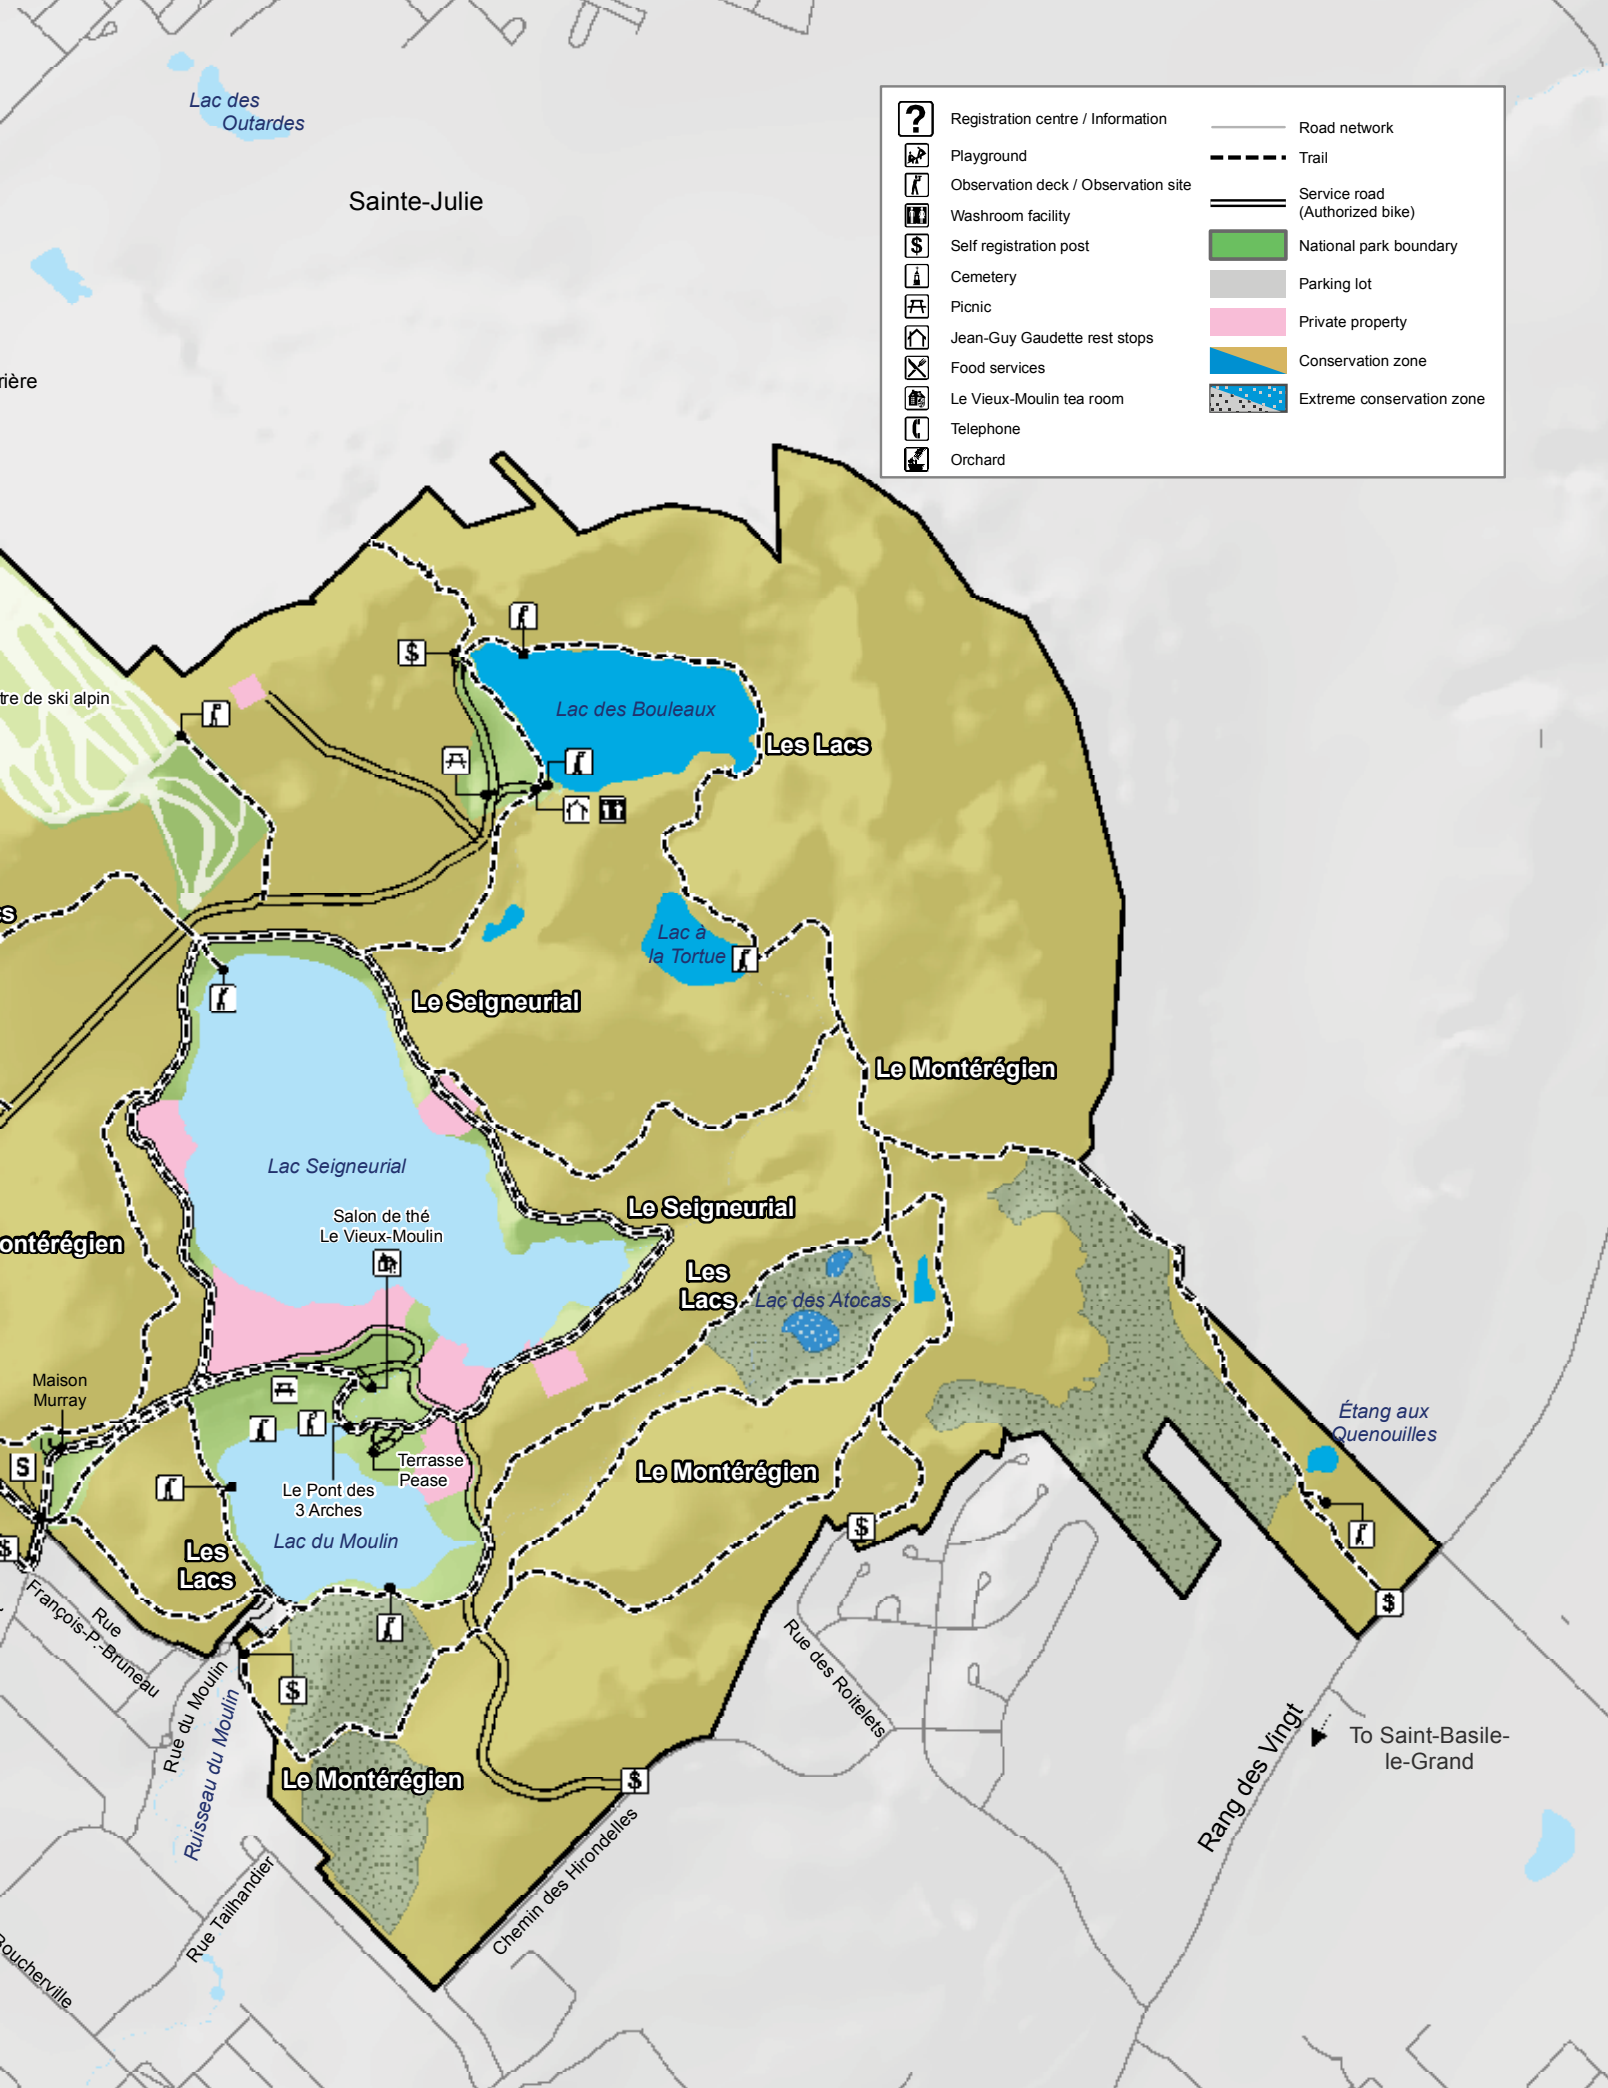 Lac des
Outardes
Sainte-Julie
rière
?
Registration centre / Information
Playground
Observation deck / Observation site
Washroom facility
$
Self registration post
Cemetery
Picnic
Jean-Guy Gaudette rest stops
Food services
Le Vieux-Moulin tea room
Telephone
Orchard
Road network
Trail
Service road
(Authorized bike)
National park boundary
Parking lot
Private property
Conservation zone
Extreme conservation zone
$
tre de ski alpin
Lac des Bouleaux
Les Lacs
cs
Lac à
la Tortue
Le Seigneurial
Le Montérégien
Lac Seigneurial
Salon de thé
Le Vieux-Moulin
Le Seigneurial
ontérégien
Les
Lacs
Lac des Atocas
Maison
Murray
$
Étang aux
Quenouilles
Terrasse
Pease
Le Pont des
3 Arches
Le Montérégien
Lac du Moulin
$
$
Les
Lacs
$
Rue
François-P.-Bruneau
Rue du Moulin
Ruisseau du Moulin
$
Rue des Roitelets
Rang des Vingt
To Saint-Basile-
le-Grand
Le Montérégien
$
Chemin des Hirondelles
Rue Tailhandier
Boucherville